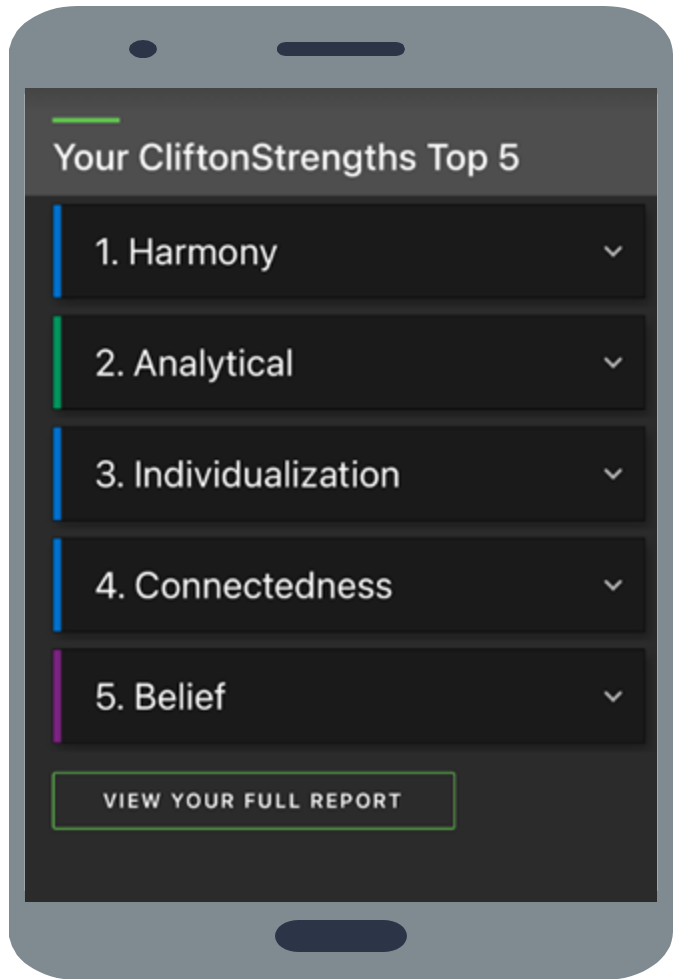 Your CliftonStrengths Top 5
1. Harmony
2. Analytical
3. Individualization
4. Connectedness
5. Belief
VIEW YOUR FULL REPORT